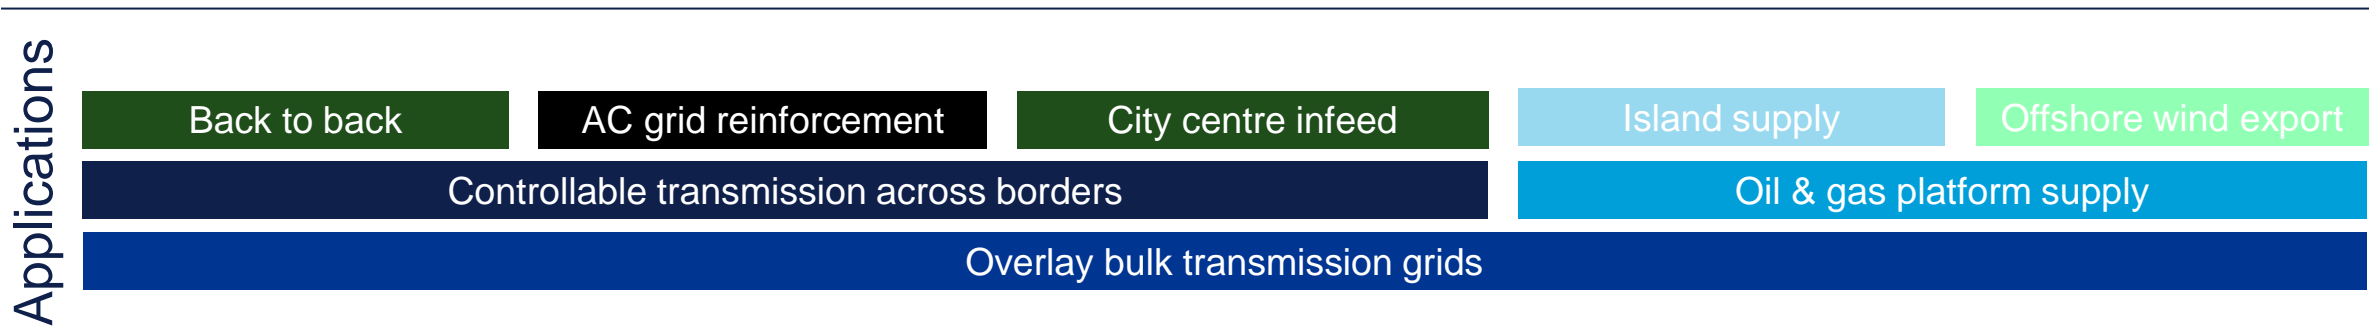 Applications
Back to back
AC grid reinforcement
City centre infeed
Island supply
Offshore wind export
Controllable transmission across borders
Oil & gas platform supply
Overlay bulk transmission grids